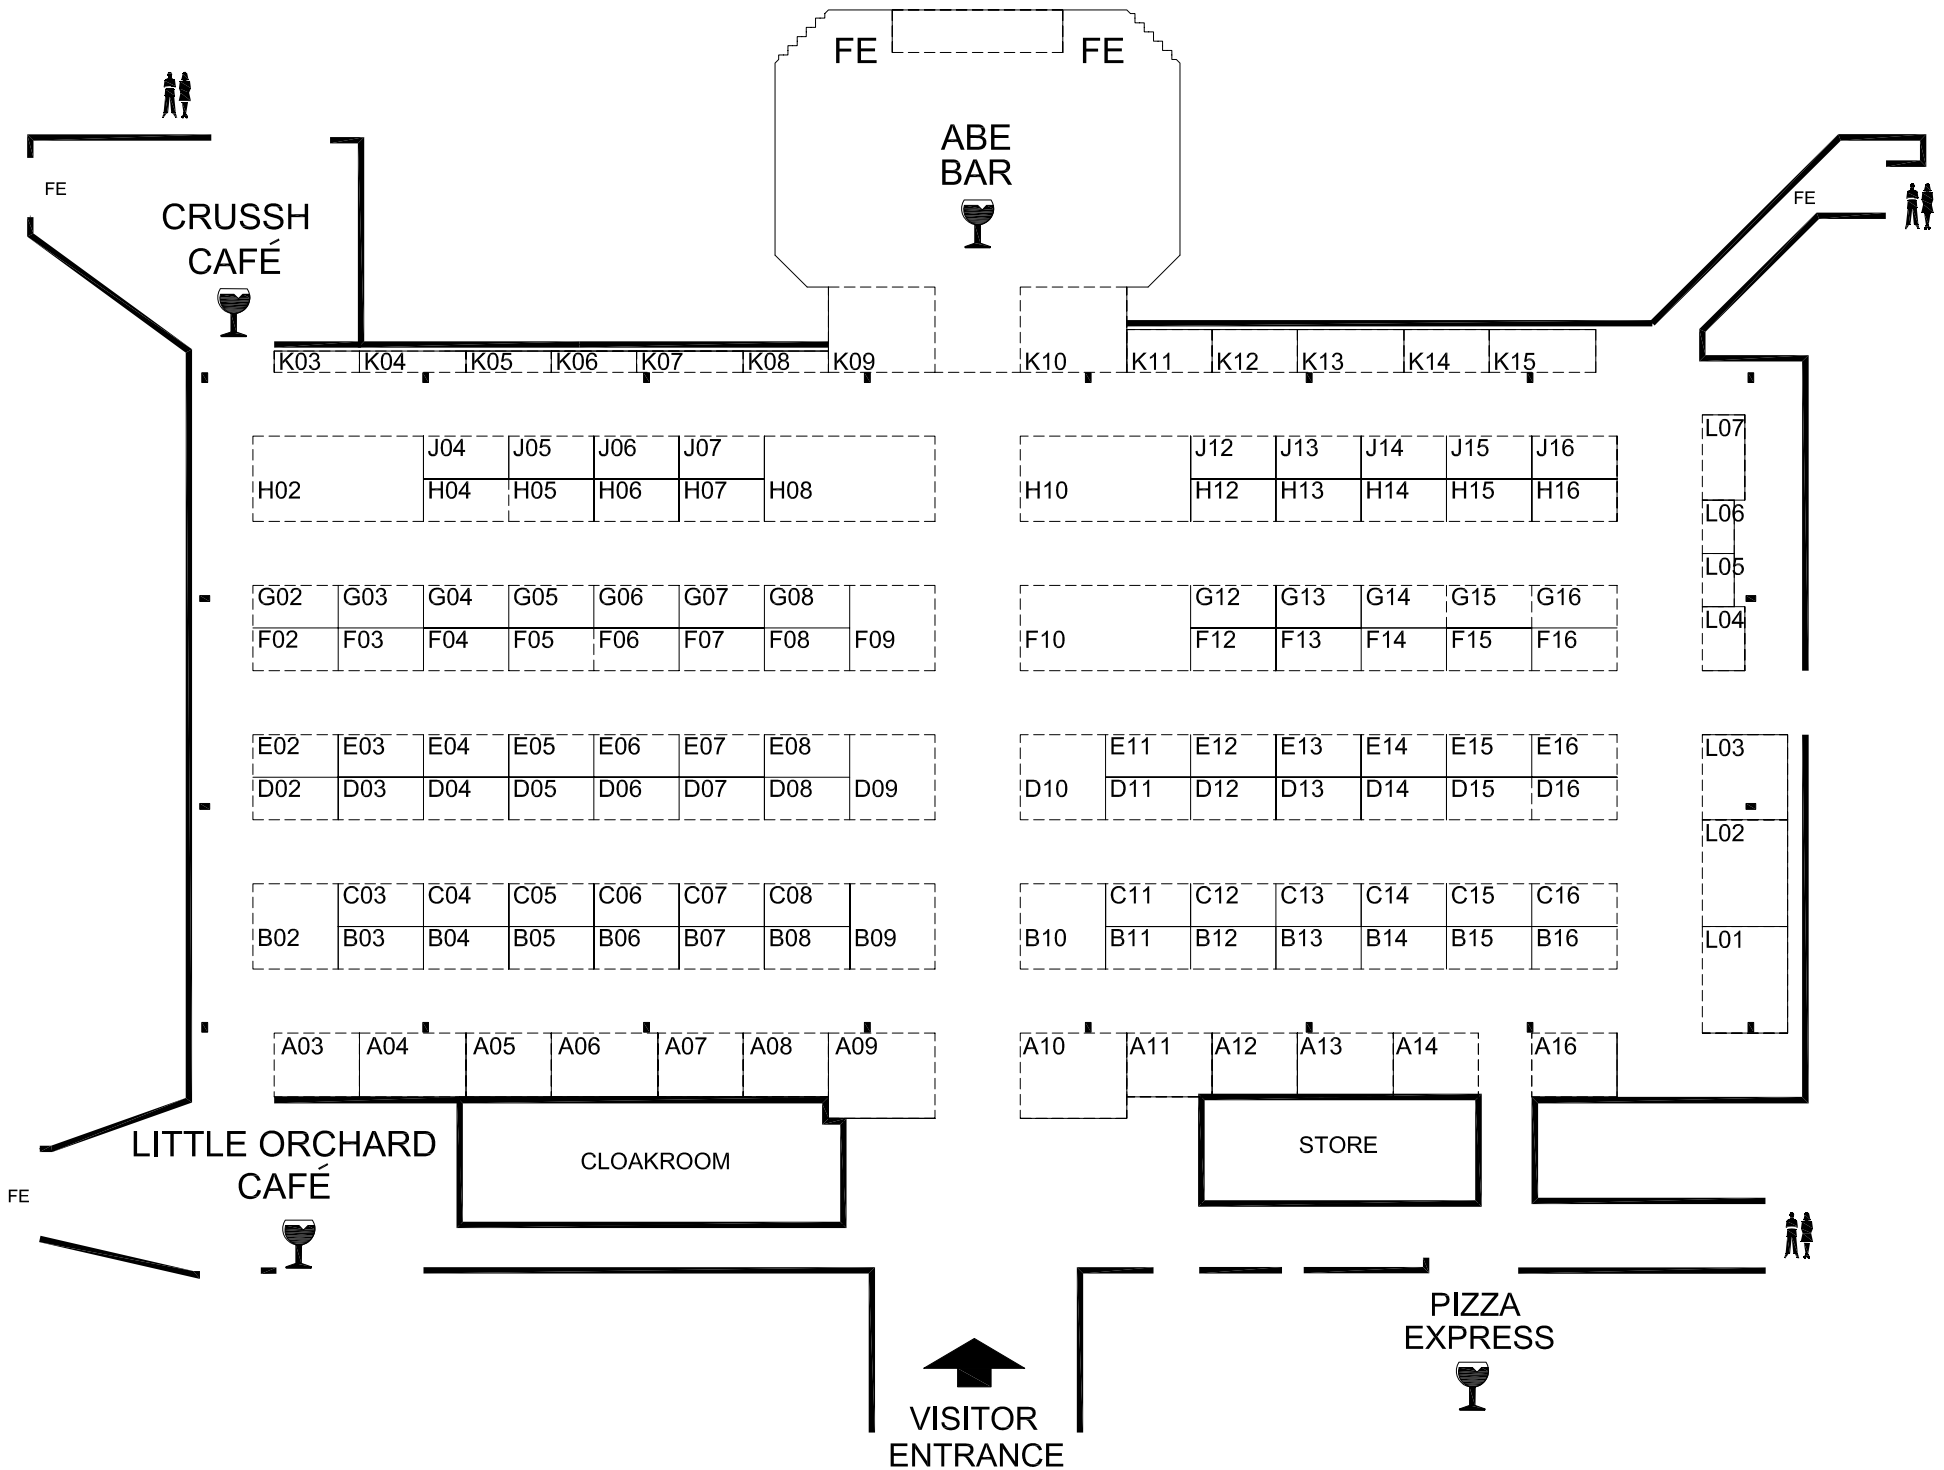 FE FE
ABE
BAR
FE
FE
CRUSSH
CAFÉ
K03 K04 K05 K06 K07 K08 K09 K10 K11 K12 K13 K14 K15
J04 J05 J06 J07 J12 J13 J14 J15 J16
L07
H02 H04 H05 H06 H07 H08 H10 H12 H13 H14 H15 H16
L06
L05
G02 G03 G04 G05 G06 G07 G08 G12 G13 G14 G15 G16
L04
F02 F03 F04 F05 F06 F07 F08 F09 F10 F12 F13 F14 F15 F16
E02 E03 E04 E05 E06 E07 E08 E11 E12 E13 E14 E15 E16 L03
D02 D03 D04 D05 D06 D07 D08 D09 D10 D11 D12 D13 D14 D15 D16
L02
C03 C04 C05 C06 C07 C08 C11 C12 C13 C14 C15 C16
B02 B03 B04 B05 B06 B07 B08 B09 B10 B11 B12 B13 B14 B15 B16 L01
A03 A04 A05 A06 A07 A08 A09 A10 A11 A12 A13 A14 A16
LITTLE ORCHARD
CAFÉ
CLOAKROOM
STORE
FE
PIZZA
EXPRESS
VISITOR
ENTRANCE